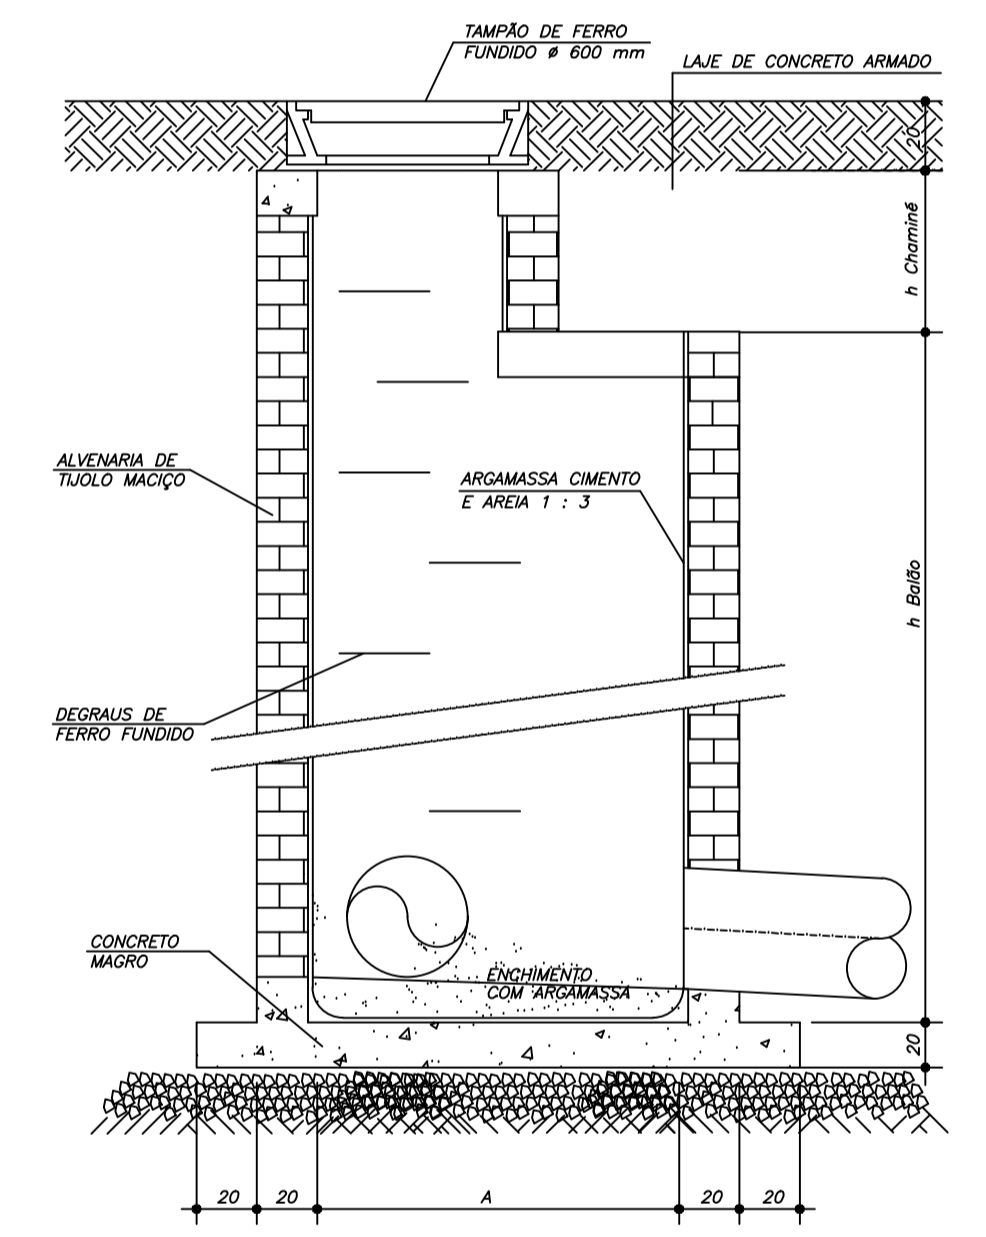 TAMPÃO DE FERRO
FUNDIDO ø 600 mm
LAJE DE CONCRETO ARMADO
20
h Chaminé
ALVENARIA DE
TIJOLO MACIÇO
ARGAMASSA CIMENTO
E AREIA 1 : 3
h Balão
DEGRAUS DE
FERRO FUNDIDO
CONCRETO
MAGRO
ENCHIMENTO
COM ARGAMASSA
20
20 20 A 20 20